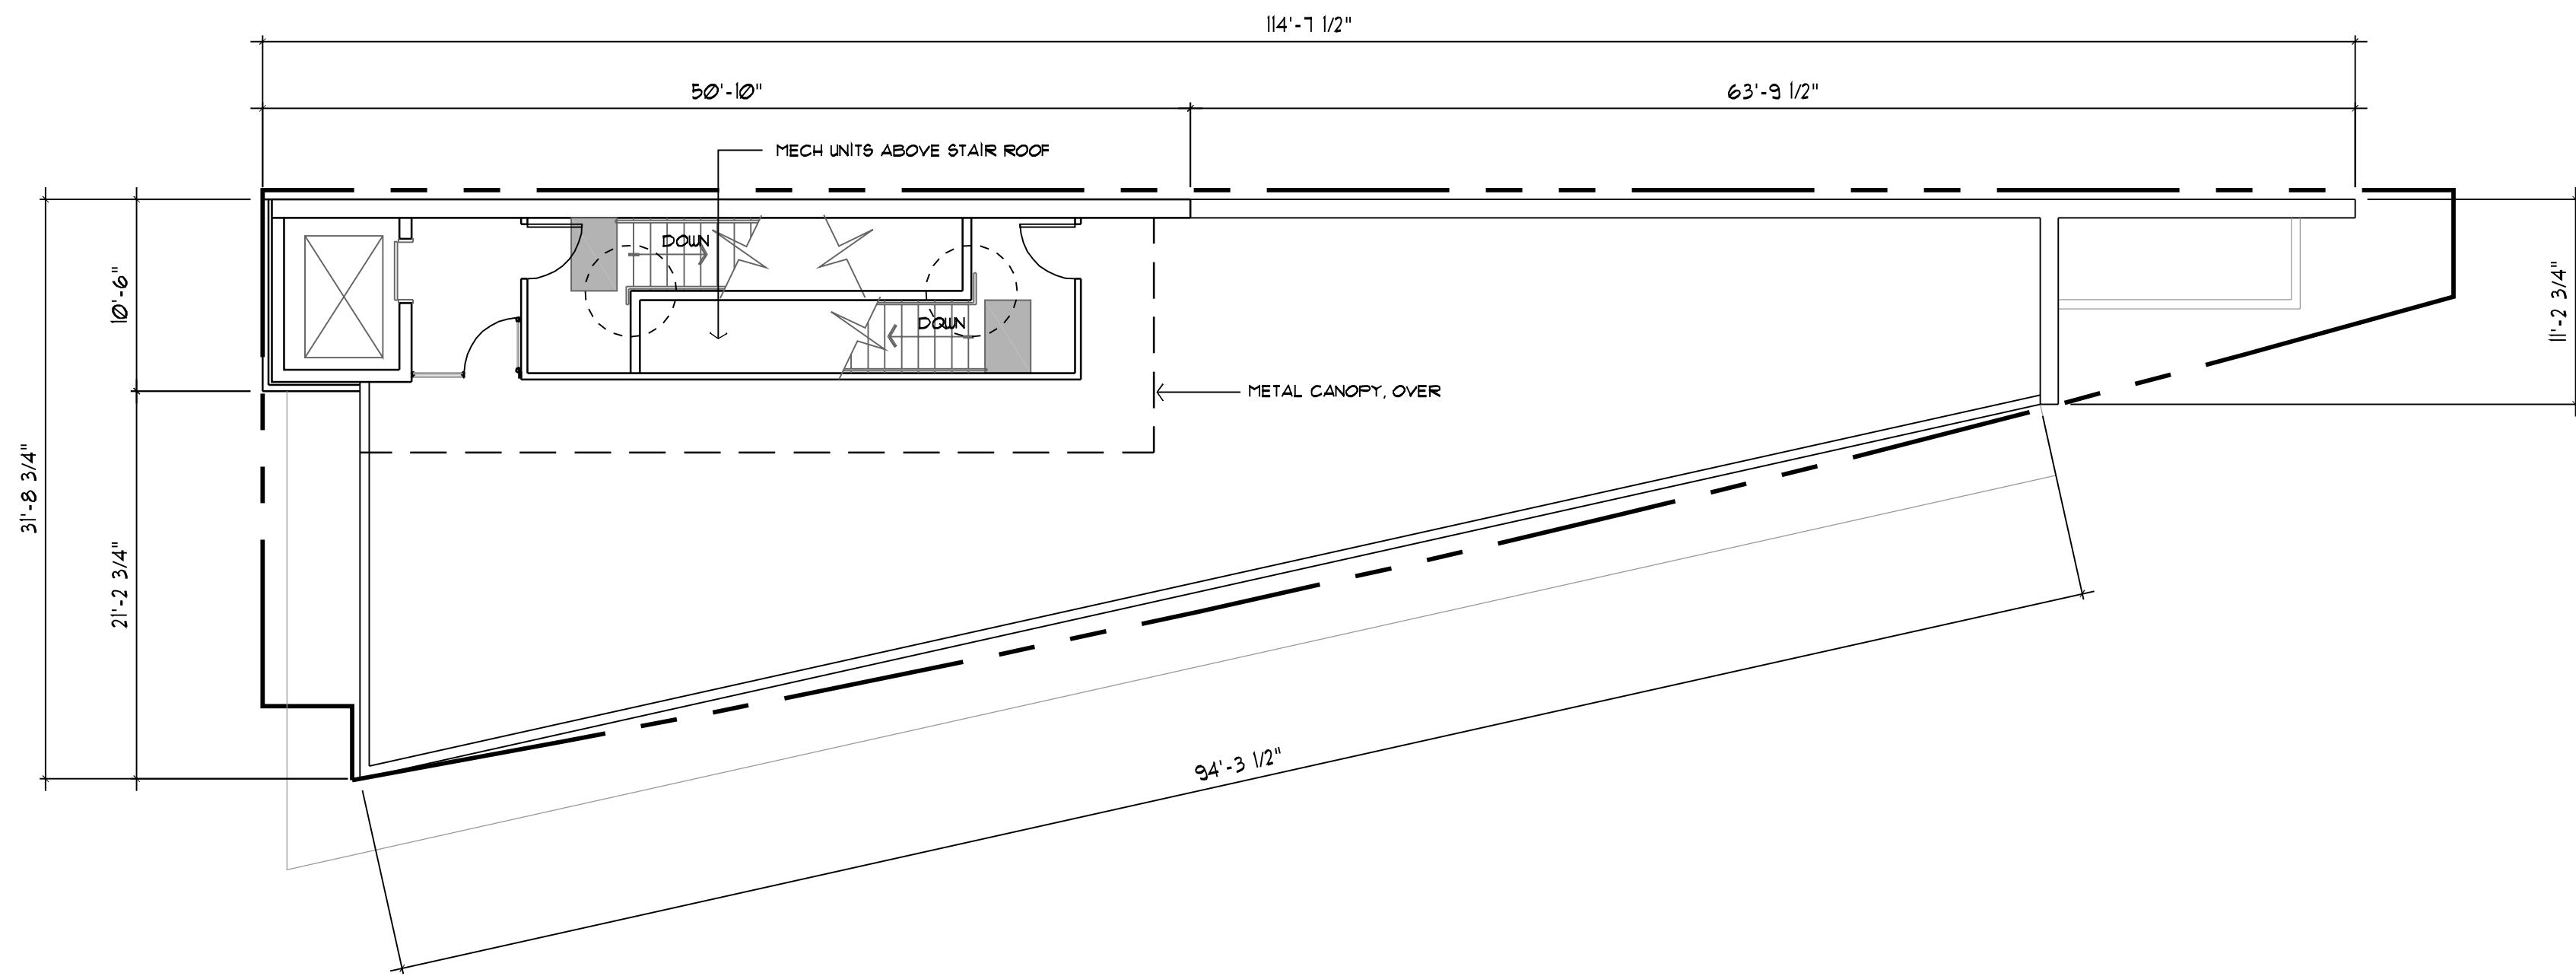 114'-7 1/2"
50'-10"
63'-9 1/2"
MECH UNITS ABOVE STAIR ROOF
DOWN
10'-6"
11'-2 3/4"
DOWN
METAL CANOPY, OVER
31'-8 3/4"
21'-2 3/4"
94'-3 1/2"